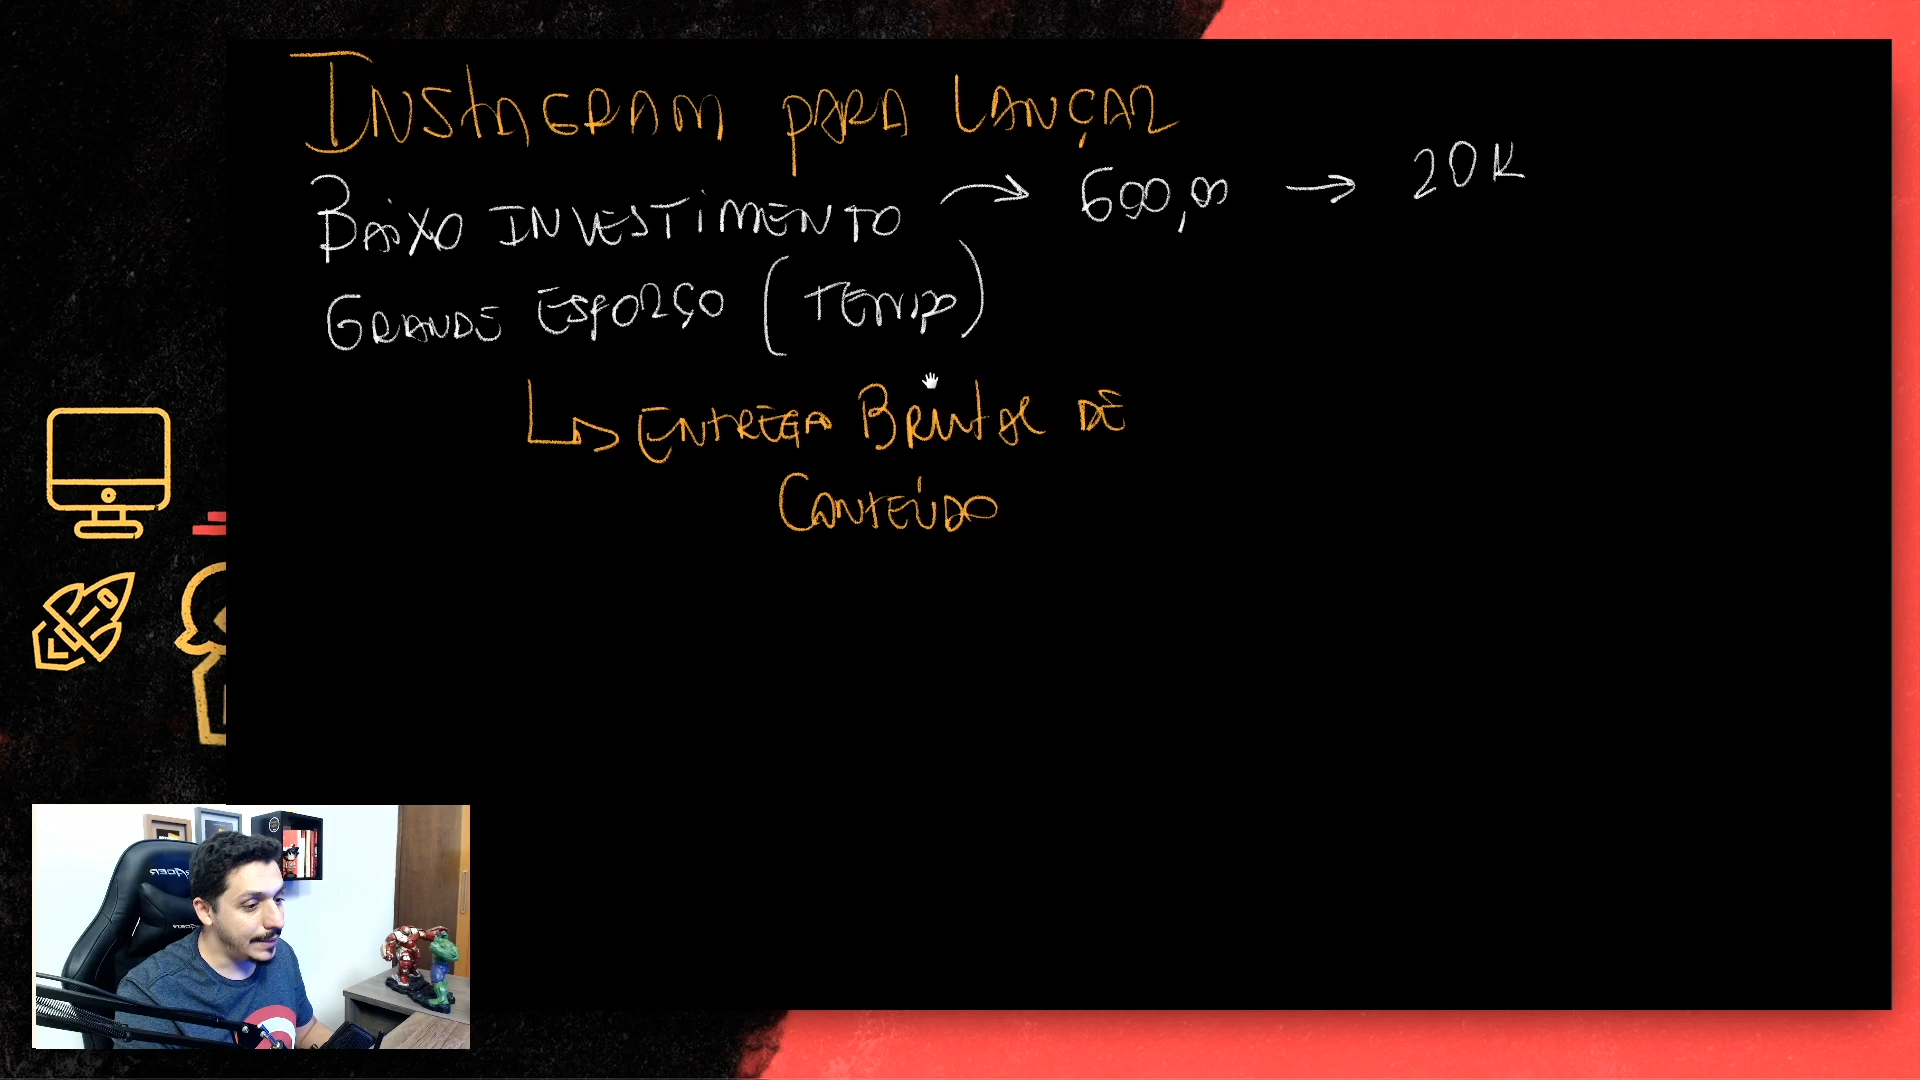 INSTAGRAM PARA LANÇAR
BAIXO INVESTIMENTO → 600,00 → 20K
GRANDE ESFORÇO (TEMPO)
↳ ENTREGA BRUTAL DE
CONTEÚDO